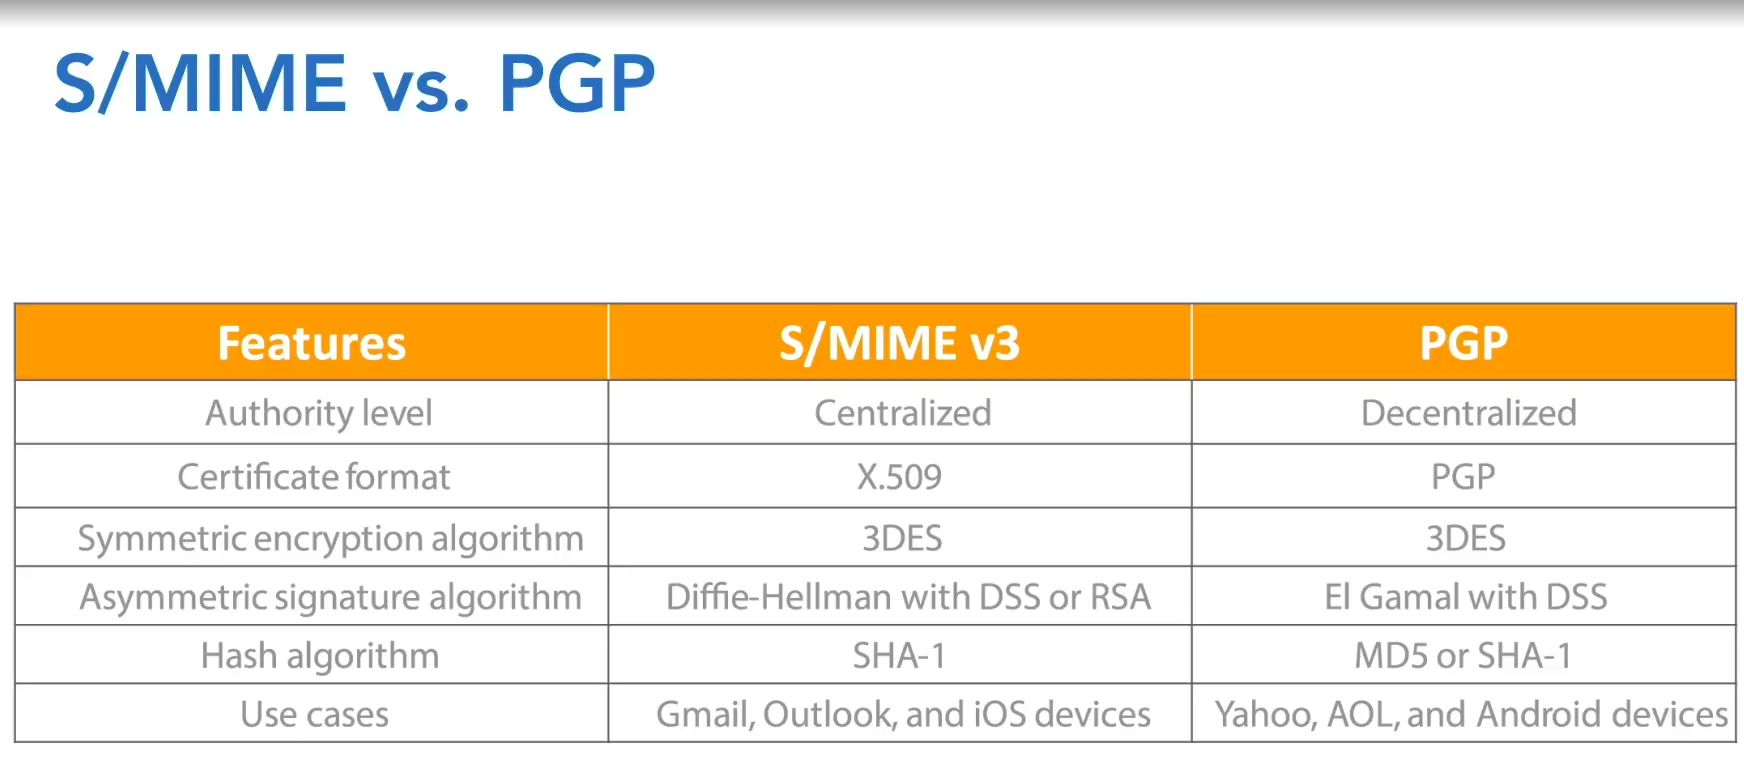 S/MIME vs. PGP
Features S/MIME v3 PGP
Authority level Centralized Decentralized
Certificate format X.509 PGP
Symmetric encryption algorithm 3DES 3DES
Asymmetric signature algorithm Diffie-Hellman with DSS or RSA El Gamal with DSS
Hash algorithm SHA-1 MD5 or SHA-1
Use cases Gmail, Outlook, and iOS devices Yahoo, AOL, and Android devices